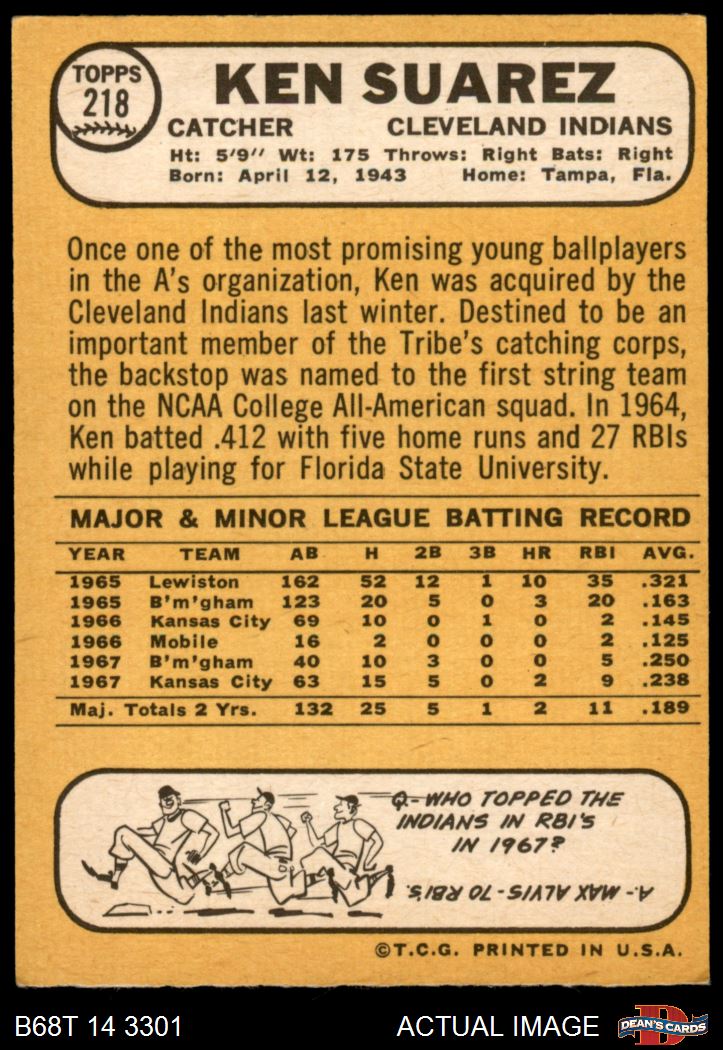 TOPPS
218
KEN SUAREZ
CATCHER CLEVELAND INDIANS
Ht: 5'9" Wt: 175 Throws: Right Bats: Right
Born: April 12, 1943 Home: Tampa, Fla.
Once one of the most promising young ballplayers
in the A's organization, Ken was acquired by the
Cleveland Indians last winter. Destined to be an
important member of the Tribe's catching corps,
the backstop was named to the first string team
on the NCAA College All-American squad. In 1964,
Ken batted .412 with five home runs and 27 RBIs
while playing for Florida State University.
MAJOR & MINOR LEAGUE BATTING RECORD
YEAR TEAM AB H 2B 3B HR RBI AVG.
1965 Lewiston 162 52 12 1 10 35 .321
1965 B'm'gham 123 20 5 0 3 20 .163
1966 Kansas City 69 10 0 1 0 2 .145
1966 Mobile 16 2 0 0 0 2 .125
1967 B'm'gham 40 10 3 0 0 5 .250
1967 Kansas City 63 15 5 0 2 9 .238
Maj. Totals 2 Yrs. 132 25 5 1 2 11 .189
Q-WHO TOPPED THE
INDIANS IN RBI'S
IN 1967?
A-MAX ALVIS-70 RBI'S.
©T.C.G. PRINTED IN U.S.A.
B68T 14 3301 ACTUAL IMAGE DEAN'S CARDS